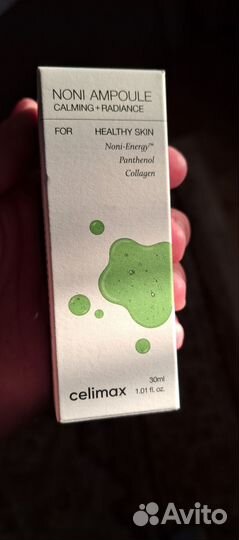 NONI AMPOULE
CALMING + RADIANCE
FOR HEALTHY SKIN
Noni-Energy™
Panthenol
Collagen
30ml
celimax 1.01 fl. oz.
Avito